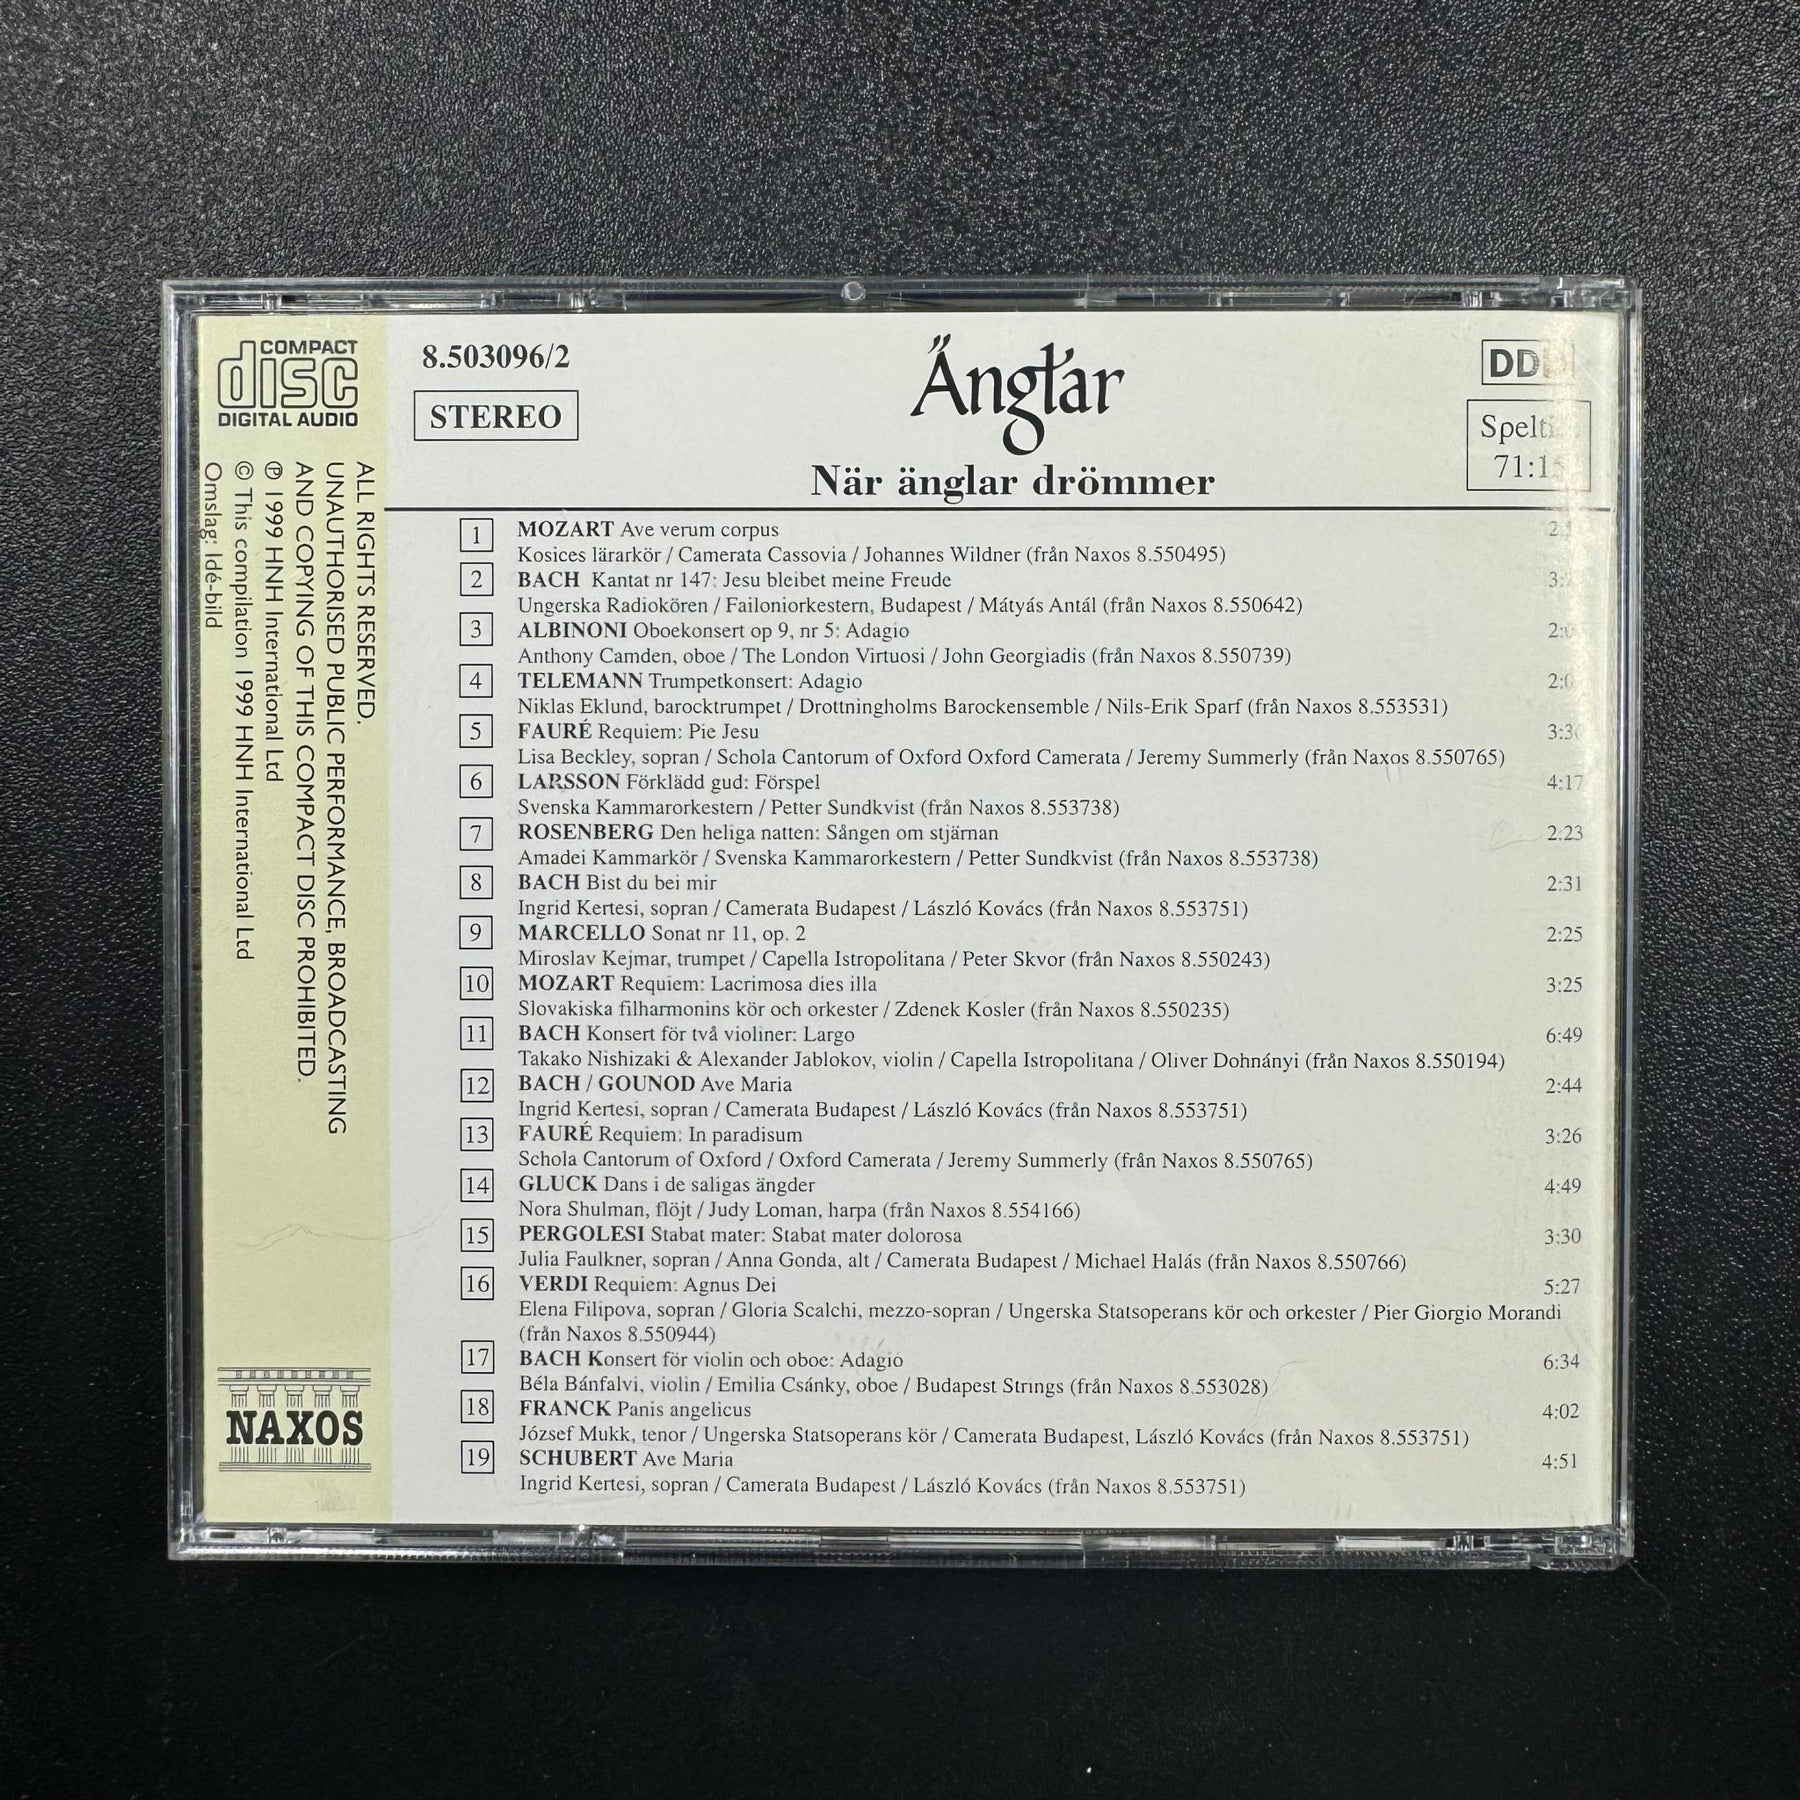 COMPACT
disc
DIGITAL AUDIO
ALL RIGHTS RESERVED.
UNAUTHORISED PUBLIC PERFORMANCE, BROADCASTING
AND COPYING OF THIS COMPACT DISC PROHIBITED.
℗ 1999 HNH International Ltd
© This compilation 1999 HNH International Ltd
Omslag: Idé-bild
NAXOS
8.503096/2
STEREO
Änglar
När änglar drömmer
1 MOZART Ave verum corpus
Kosices lärarkör / Camerata Cassovia / Johannes Wildner (från Naxos 8.550495)
2 BACH Kantat nr 147: Jesu bleibet meine Freude
Ungerska Radiokören / Failoniorkestern, Budapest / Mátyás Antál (från Naxos 8.550642)
3 ALBINONI Oboekonsert op 9, nr 5: Adagio
Anthony Camden, oboe / The London Virtuosi / John Georgiadis (från Naxos 8.550739)
4 TELEMANN Trumpetkonsert: Adagio
Niklas Eklund, barocktrumpet / Drottningholms Barockensemble / Nils-Erik Sparf (från Naxos 8.553531)
5 FAURÉ Requiem: Pie Jesu 3:30
Lisa Beckley, sopran / Schola Cantorum of Oxford Oxford Camerata / Jeremy Summerly (från Naxos 8.550765)
6 LARSSON Förklädd gud: Förspel 4:17
Svenska Kammarorkestern / Petter Sundkvist (från Naxos 8.553738)
7 ROSENBERG Den heliga natten: Sången om stjärnan 2:23
Amadei Kammarkör / Svenska Kammarorkestern / Petter Sundkvist (från Naxos 8.553738)
8 BACH Bist du bei mir 2:31
Ingrid Kertesi, sopran / Camerata Budapest / László Kovács (från Naxos 8.553751)
9 MARCELLO Sonat nr 11, op. 2 2:25
Miroslav Kejmar, trumpet / Capella Istropolitana / Peter Skvor (från Naxos 8.550243)
10 MOZART Requiem: Lacrimosa dies illa 3:25
Slovakiska filharmonins kör och orkester / Zdenek Kosler (från Naxos 8.550235)
11 BACH Konsert för två violiner: Largo 6:49
Takako Nishizaki & Alexander Jablokov, violin / Capella Istropolitana / Oliver Dohnányi (från Naxos 8.550194)
12 BACH / GOUNOD Ave Maria 2:44
Ingrid Kertesi, sopran / Camerata Budapest / László Kovács (från Naxos 8.553751)
13 FAURÉ Requiem: In paradisum 3:26
Schola Cantorum of Oxford / Oxford Camerata / Jeremy Summerly (från Naxos 8.550765)
14 GLUCK Dans i de saligas ängder 4:49
Nora Shulman, flöjt / Judy Loman, harpa (från Naxos 8.554166)
15 PERGOLESI Stabat mater: Stabat mater dolorosa 3:30
Julia Faulkner, sopran / Anna Gonda, alt / Camerata Budapest / Michael Halás (från Naxos 8.550766)
16 VERDI Requiem: Agnus Dei 5:27
Elena Filipova, sopran / Gloria Scalchi, mezzo-sopran / Ungerska Statsoperans kör och orkester / Pier Giorgio Morandi
(från Naxos 8.550944)
17 BACH Konsert för violin och oboe: Adagio 6:34
Béla Bánfalvi, violin / Emilia Csánky, oboe / Budapest Strings (från Naxos 8.553028)
18 FRANCK Panis angelicus 4:02
József Mukk, tenor / Ungerska Statsoperans kör / Camerata Budapest, László Kovács (från Naxos 8.553751)
19 SCHUBERT Ave Maria 4:51
Ingrid Kertesi, sopran / Camerata Budapest / László Kovács (från Naxos 8.553751)